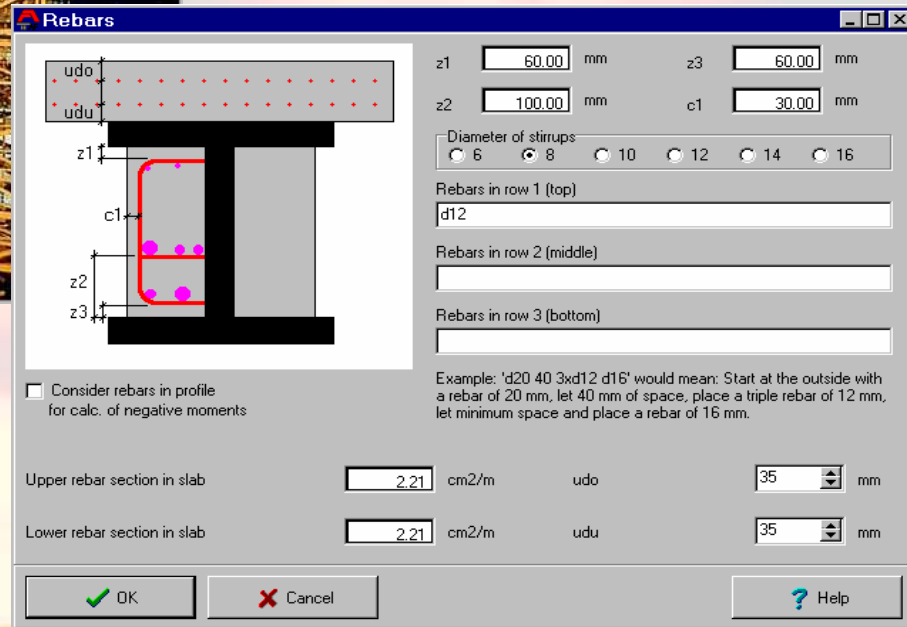 Rebars
udo
udu
z1
c1
z2
z3
z1 60.00 mm z3 60.00 mm
z2 100.00 mm c1 30.00 mm
Diameter of stirrups
6 8 10 12 14 16
Rebars in row 1 (top)
d12
Rebars in row 2 (middle)
Rebars in row 3 (bottom)
Example: 'd20 40 3xd12 d16' would mean: Start at the outside with
a rebar of 20 mm, let 40 mm of space, place a triple rebar of 12 mm,
let minimum space and place a rebar of 16 mm.
Consider rebars in profile
for calc. of negative moments
Upper rebar section in slab 2.21 cm2/m udo 35 mm
Lower rebar section in slab 2.21 cm2/m udu 35 mm
OK Cancel ? Help